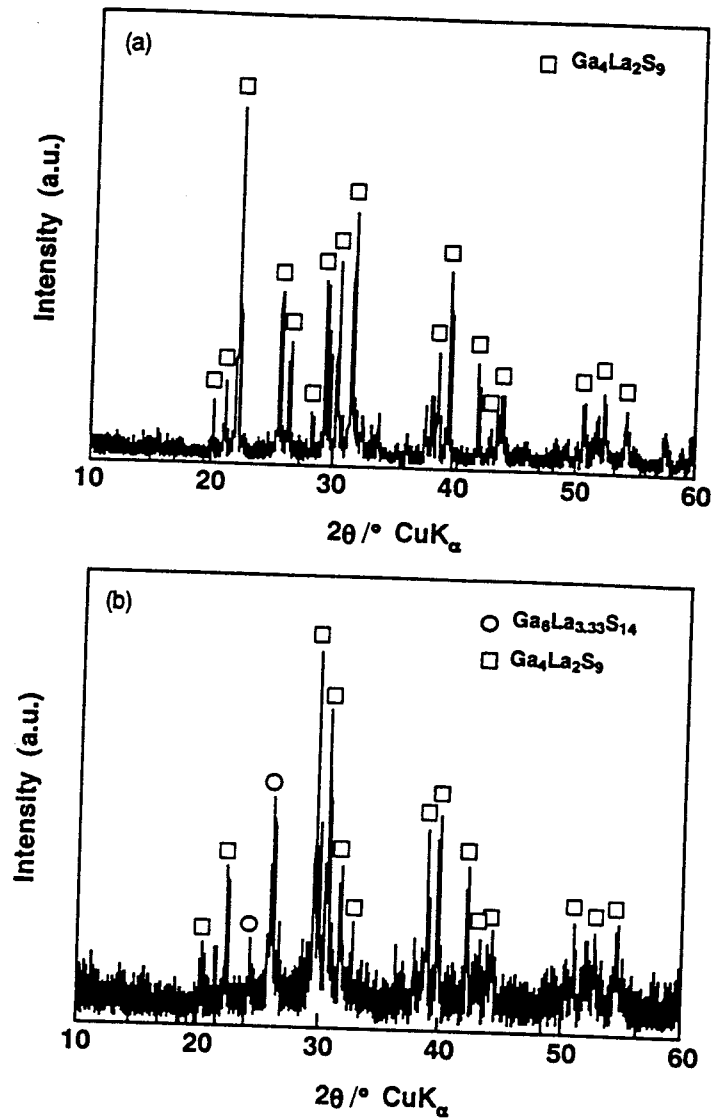 (a)
□ Ga₄La₂S₉
Intensity (a.u.)
10 20 30 40 50 60
2θ /° CuKα
(b)
○ Ga₆La₃.₃₃S₁₄
□ Ga₄La₂S₉
Intensity (a.u.)
10 20 30 40 50 60
2θ /° CuKα